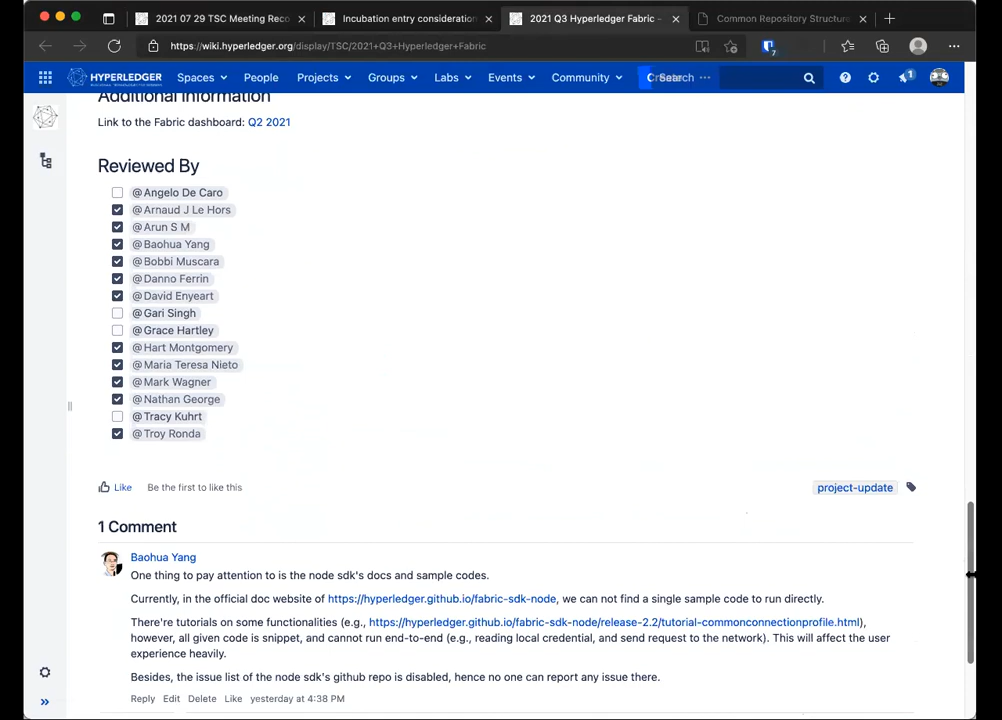 2021 07 29 TSC Meeting Reco
Incubation entry consideration
2021 Q3 Hyperledger Fabric -
Common Repository Structure
https://wiki.hyperledger.org/display/TSC/2021+Q3+Hyperledger+Fabric
7
HYPERLEDGER
Spaces
People
Projects
Groups
Labs
Events
Community
Search
1
Additional Information
Link to the Fabric dashboard: Q2 2021
Reviewed By
@Angelo De Caro
@Arnaud J Le Hors
@Arun S M
@Baohua Yang
@Bobbi Muscara
@Danno Ferrin
@David Enyeart
@Gari Singh
@Grace Hartley
@Hart Montgomery
@Maria Teresa Nieto
@Mark Wagner
@Nathan George
@Tracy Kuhrt
@Troy Ronda
Like Be the first to like this
project-update
1 Comment
Baohua Yang
One thing to pay attention to is the node sdk's docs and sample codes.
Currently, in the official doc website of https://hyperledger.github.io/fabric-sdk-node, we can not find a single sample code to run directly.
There're tutorials on some functionalities (e.g., https://hyperledger.github.io/fabric-sdk-node/release-2.2/tutorial-commonconnectionprofile.html),
however, all given code is snippet, and cannot run end-to-end (e.g., reading local credential, and send request to the network). This will affect the user
experience heavily.
Besides, the issue list of the node sdk's github repo is disabled, hence no one can report any issue there.
Reply Edit Delete Like yesterday at 4:38 PM